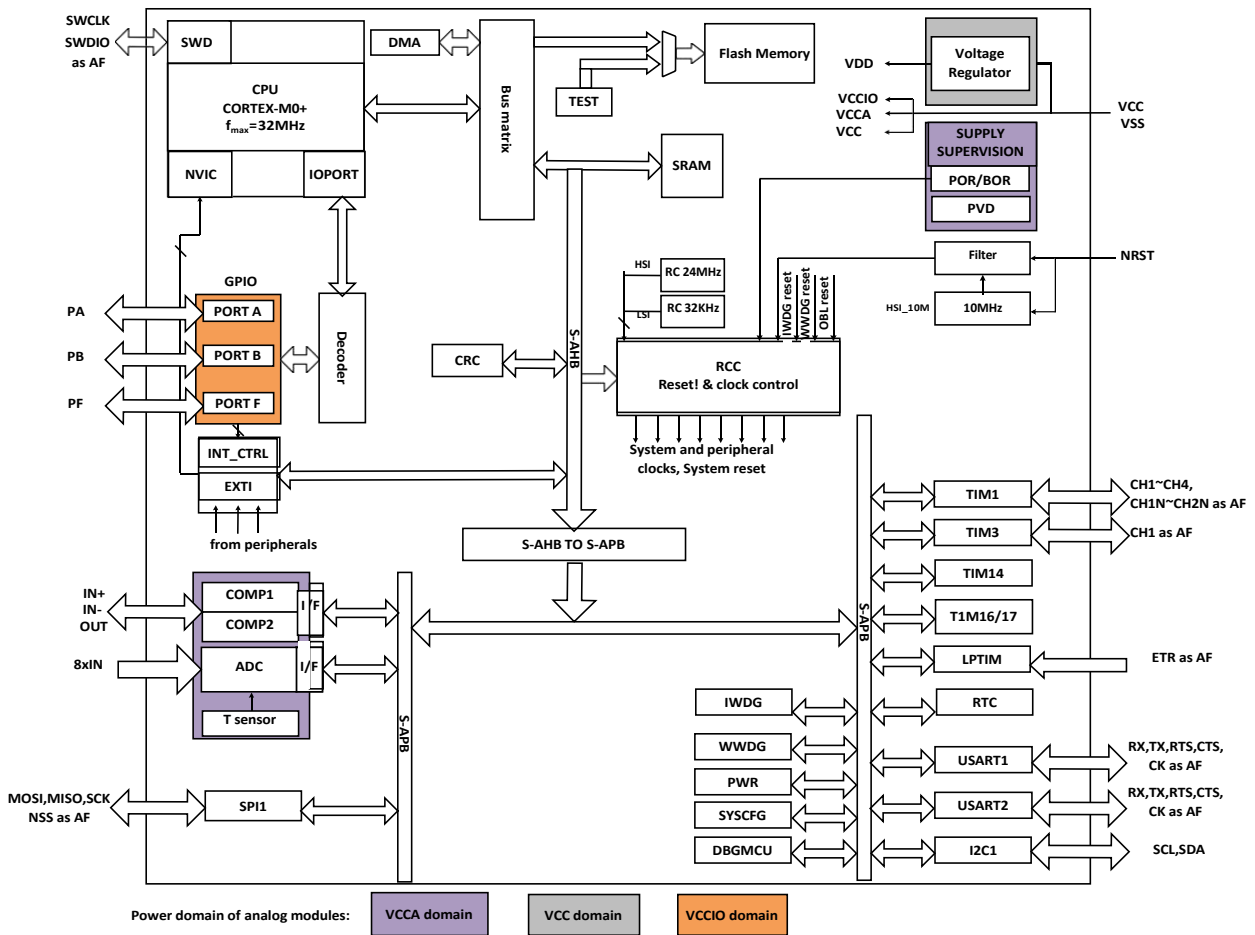 SWCLK
SWDIO
as AF
SWD
CPU
CORTEX-M0+
fmax=32MHz
NVIC
IOPORT
DMA
Bus matrix
TEST
Flash Memory
SRAM
VDD
Voltage
Regulator
VCCIO
VCCA
VCC
VCC
VSS
SUPPLY
SUPERVISION
POR/BOR
PVD
Filter
NRST
HSI_10M
10MHz
HSI
RC 24MHz
LSI
RC 32KHz
IWDG reset
WWDG reset
OBL reset
GPIO
PA
PORT A
PB
PORT B
PF
PORT F
Decoder
CRC
S-AHB
RCC
Reset! & clock control
System and peripheral
clocks, System reset
INT_CTRL
EXTI
from peripherals
S-AHB TO S-APB
IN+
IN-
OUT
COMP1
COMP2
I/F
8xIN
ADC
I/F
T sensor
S-APB
MOSI,MISO,SCK
NSS as AF
SPI1
S-APB
IWDG
WWDG
PWR
SYSCFG
DBGMCU
TIM1
CH1~CH4,
CH1N~CH2N as AF
TIM3
CH1 as AF
TIM14
T1M16/17
LPTIM
ETR as AF
RTC
USART1
RX,TX,RTS,CTS,
CK as AF
USART2
RX,TX,RTS,CTS,
CK as AF
I2C1
SCL,SDA
Power domain of analog modules:
VCCA domain
VCC domain
VCCIO domain